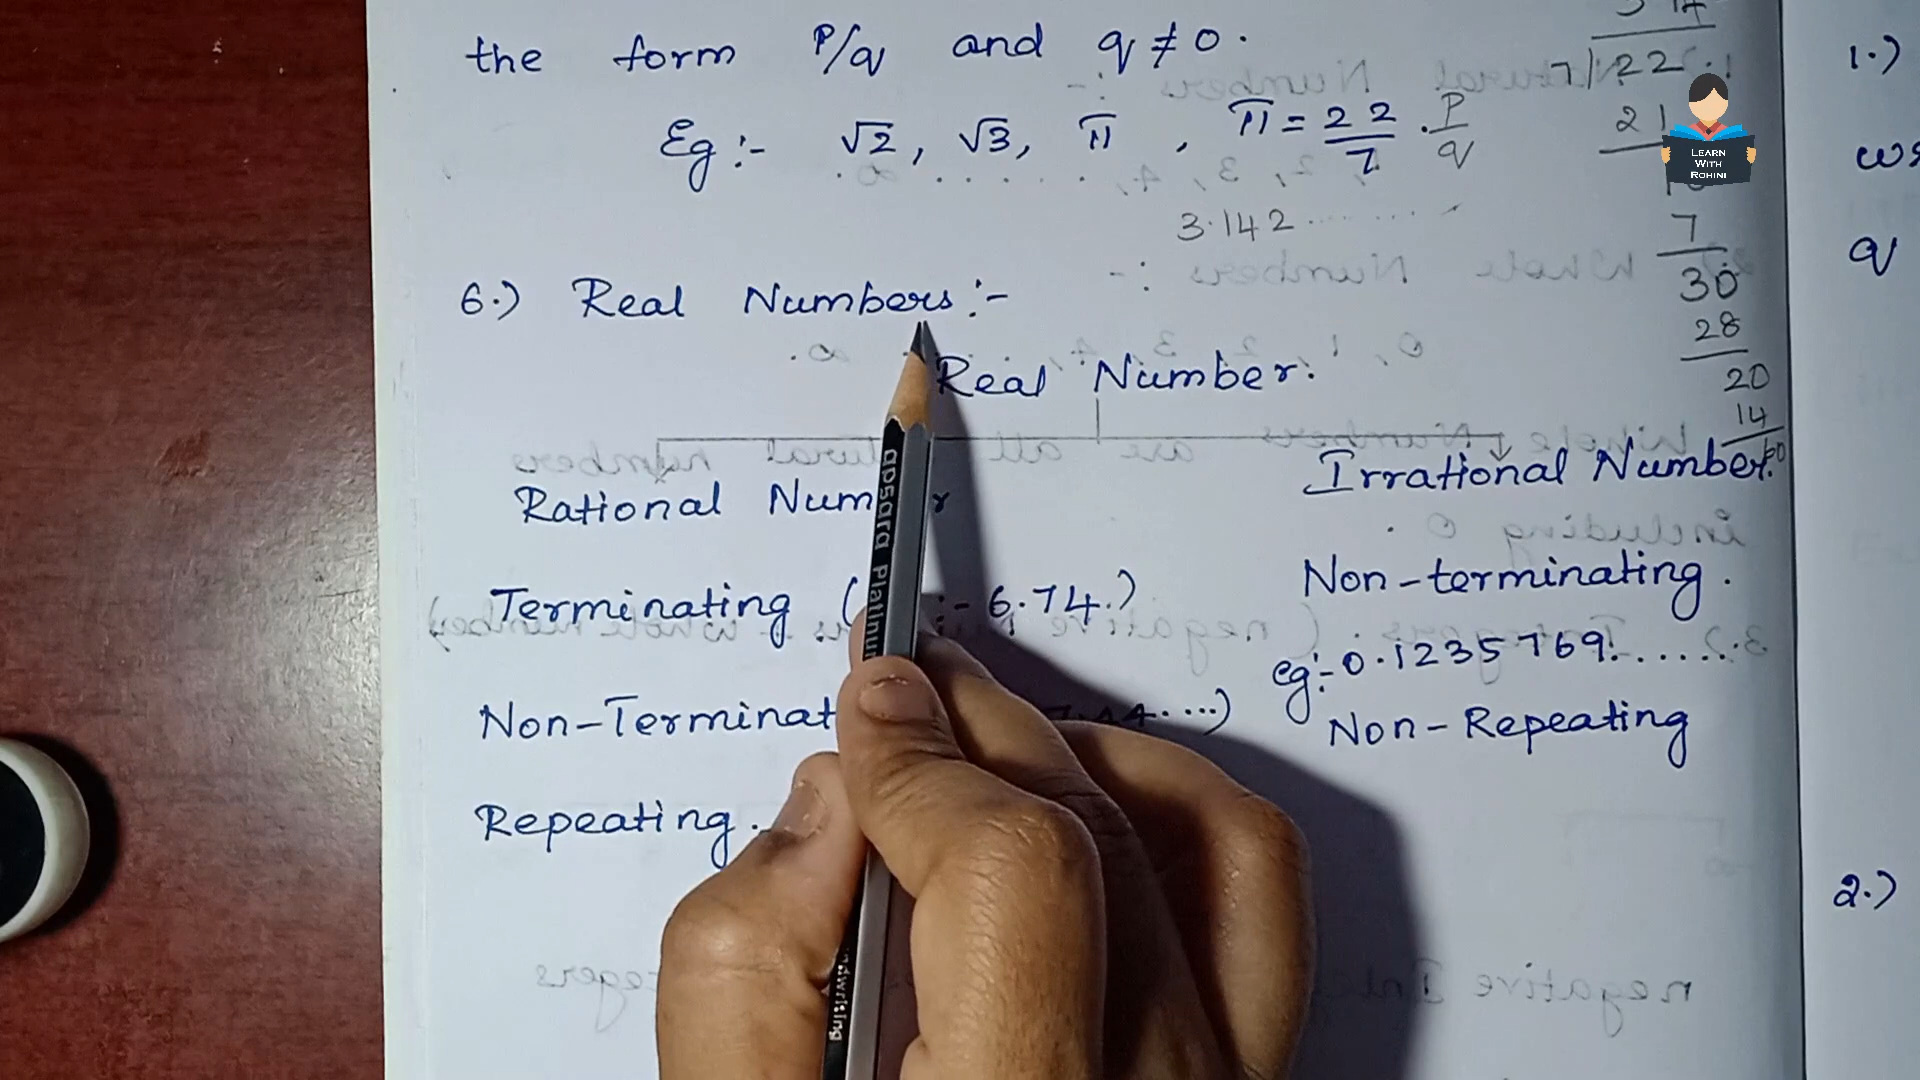 the form P/q and q ≠ 0.
Eg :- √2, √3, π , π = 22/7 . P/q
3.142........
7)22
21
7
30
28
20
14
6.) Real Numbers :-
Real Number.
Rational Num r
Irrational Number.
Terminating ( :- 6.74.)
Non-terminating.
eg:- 0.1235769!......
Non-Terminat ...)
Non-Repeating
Repeating.
1.)
q
2.)
LEARN
WITH
ROHINI
apsara Platinum